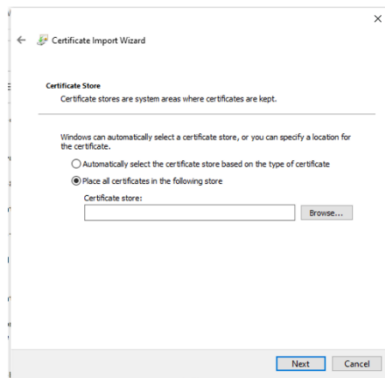 Certificate Import Wizard
Certificate Store
Certificate stores are system areas where certificates are kept.
Windows can automatically select a certificate store, or you can specify a location for
the certificate.
Automatically select the certificate store based on the type of certificate
Place all certificates in the following store
Certificate store:
Browse...
Next
Cancel